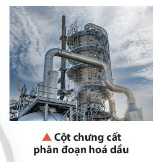 ▲ Cột chưng cất
phân đoạn hoá dầu